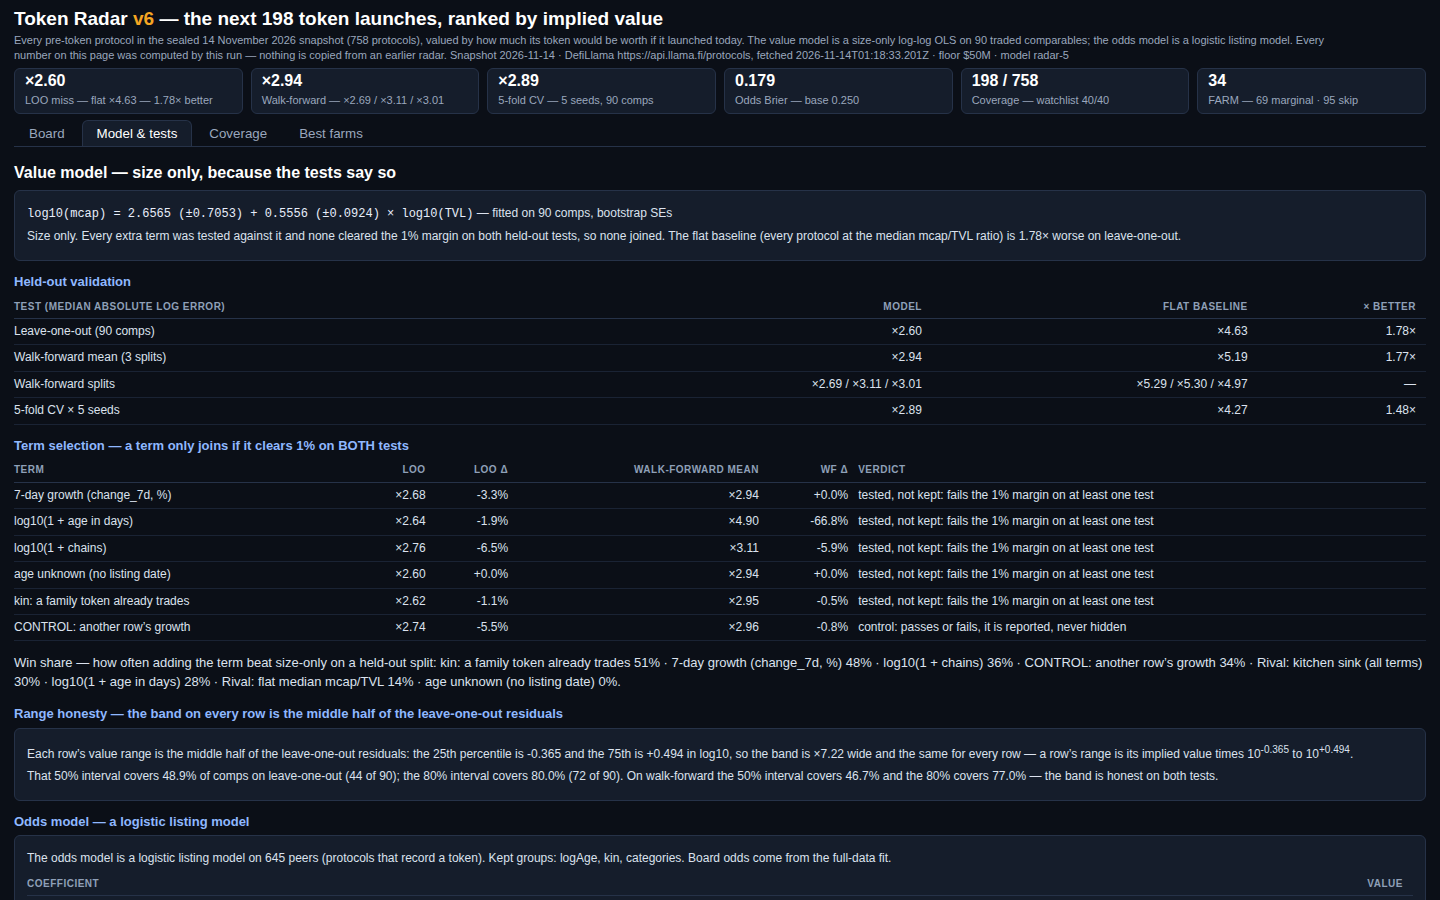 Token Radar v6 — the next 198 token launches, ranked by implied value
Every pre-token protocol in the sealed 14 November 2026 snapshot (758 protocols), valued by how much its token would be worth if it launched today. The value model is a size-only log-log OLS on 90 traded comparables; the odds model is a logistic listing model. Every
number on this page was computed by this run — nothing is copied from an earlier radar. Snapshot 2026-11-14 · DefiLlama https://api.llama.fi/protocols, fetched 2026-11-14T01:18:33.201Z · floor $50M · model radar-5
×2.60
LOO miss — flat ×4.63 — 1.78× better
×2.94
Walk-forward — ×2.69 / ×3.11 / ×3.01
×2.89
5-fold CV — 5 seeds, 90 comps
0.179
Odds Brier — base 0.250
198 / 758
Coverage — watchlist 40/40
34
FARM — 69 marginal · 95 skip
Board Model & tests Coverage Best farms
Value model — size only, because the tests say so
log10(mcap) = 2.6565 (±0.7053) + 0.5556 (±0.0924) × log10(TVL) — fitted on 90 comps, bootstrap SEs
Size only. Every extra term was tested against it and none cleared the 1% margin on both held-out tests, so none joined. The flat baseline (every protocol at the median mcap/TVL ratio) is 1.78× worse on leave-one-out.
Held-out validation
TEST (MEDIAN ABSOLUTE LOG ERROR) MODEL FLAT BASELINE × BETTER
Leave-one-out (90 comps) ×2.60 ×4.63 1.78×
Walk-forward mean (3 splits) ×2.94 ×5.19 1.77×
Walk-forward splits ×2.69 / ×3.11 / ×3.01 ×5.29 / ×5.30 / ×4.97 —
5-fold CV × 5 seeds ×2.89 ×4.27 1.48×
Term selection — a term only joins if it clears 1% on BOTH tests
TERM LOO LOO Δ WALK-FORWARD MEAN WF Δ VERDICT
7-day growth (change_7d, %) ×2.68 -3.3% ×2.94 +0.0% tested, not kept: fails the 1% margin on at least one test
log10(1 + age in days) ×2.64 -1.9% ×4.90 -66.8% tested, not kept: fails the 1% margin on at least one test
log10(1 + chains) ×2.76 -6.5% ×3.11 -5.9% tested, not kept: fails the 1% margin on at least one test
age unknown (no listing date) ×2.60 +0.0% ×2.94 +0.0% tested, not kept: fails the 1% margin on at least one test
kin: a family token already trades ×2.62 -1.1% ×2.95 -0.5% tested, not kept: fails the 1% margin on at least one test
CONTROL: another row's growth ×2.74 -5.5% ×2.96 -0.8% control: passes or fails, it is reported, never hidden
Win share — how often adding the term beat size-only on a held-out split: kin: a family token already trades 51% · 7-day growth (change_7d, %) 48% · log10(1 + chains) 36% · CONTROL: another row's growth 34% · Rival: kitchen sink (all terms)
30% · log10(1 + age in days) 28% · Rival: flat median mcap/TVL 14% · age unknown (no listing date) 0%.
Range honesty — the band on every row is the middle half of the leave-one-out residuals
Each row's value range is the middle half of the leave-one-out residuals: the 25th percentile is -0.365 and the 75th is +0.494 in log10, so the band is ×7.22 wide and the same for every row — a row's range is its implied value times 10-0.365 to 10+0.494.
That 50% interval covers 48.9% of comps on leave-one-out (44 of 90); the 80% interval covers 80.0% (72 of 90). On walk-forward the 50% interval covers 46.7% and the 80% covers 77.0% — the band is honest on both tests.
Odds model — a logistic listing model
The odds model is a logistic listing model on 645 peers (protocols that record a token). Kept groups: logAge, kin, categories. Board odds come from the full-data fit.
COEFFICIENT VALUE